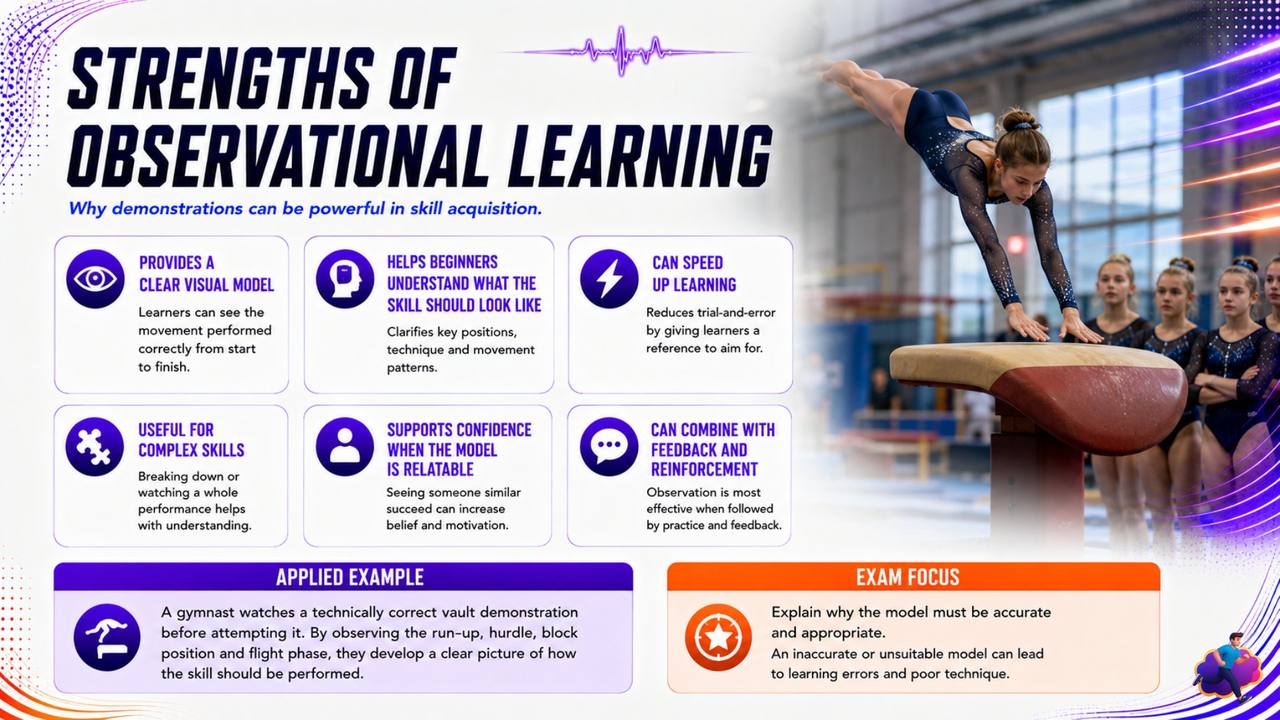 STRENGTHS OF
OBSERVATIONAL LEARNING
Why demonstrations can be powerful in skill acquisition.
PROVIDES A
CLEAR VISUAL MODEL
Learners can see the
movement performed
correctly from start
to finish.
HELPS BEGINNERS
UNDERSTAND WHAT THE
SKILL SHOULD LOOK LIKE
Clarifies key positions,
technique and movement
patterns.
CAN SPEED
UP LEARNING
Reduces trial-and-error
by giving learners a
reference to aim for.
USEFUL FOR
COMPLEX SKILLS
Breaking down or
watching a whole
performance helps
with understanding.
SUPPORTS CONFIDENCE
WHEN THE MODEL
IS RELATABLE
Seeing someone similar
succeed can increase
belief and motivation.
CAN COMBINE WITH
FEEDBACK AND
REINFORCEMENT
Observation is most
effective when followed
by practice and feedback.
APPLIED EXAMPLE
A gymnast watches a technically correct vault demonstration
before attempting it. By observing the run-up, hurdle, block
position and flight phase, they develop a clear picture of how
the skill should be performed.
EXAM FOCUS
Explain why the model must be accurate
and appropriate.
An inaccurate or unsuitable model can lead
to learning errors and poor technique.